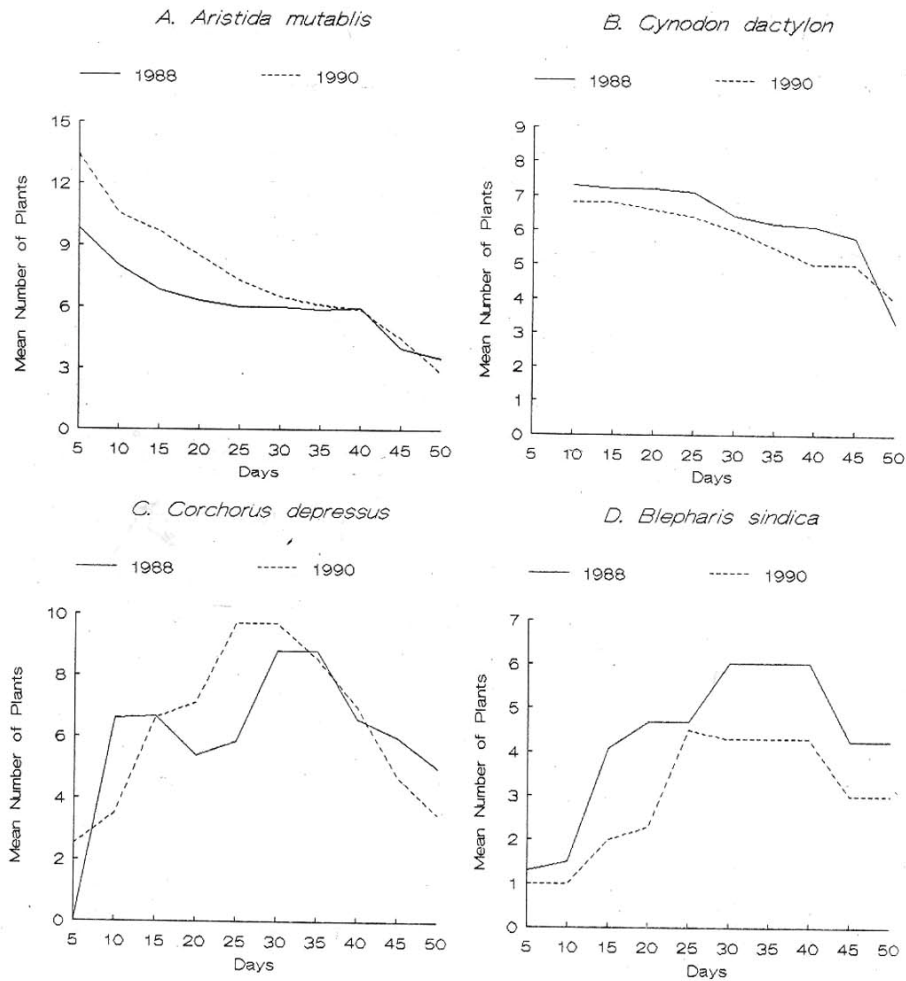 A. Aristida mutablis
1988 1990
Mean Number of Plants
15
12
9
6
3
0
5 10 15 20 25 30 35 40 45 50
Days
B. Cynodon dactylon
1988 1990
Mean Number of Plants
9
8
7
6
5
4
3
2
1
0
5 10 15 20 25 30 35 40 45 50
Days
C. Corchorus depressus
1988 1990
Mean Number of Plants
10
8
6
4
2
0
5 10 15 20 25 30 35 40 45 50
Days
D. Blepharis sindica
1988 1990
Mean Number of Plants
7
6
5
4
3
2
1
0
5 10 15 20 25 30 35 40 45 50
Days